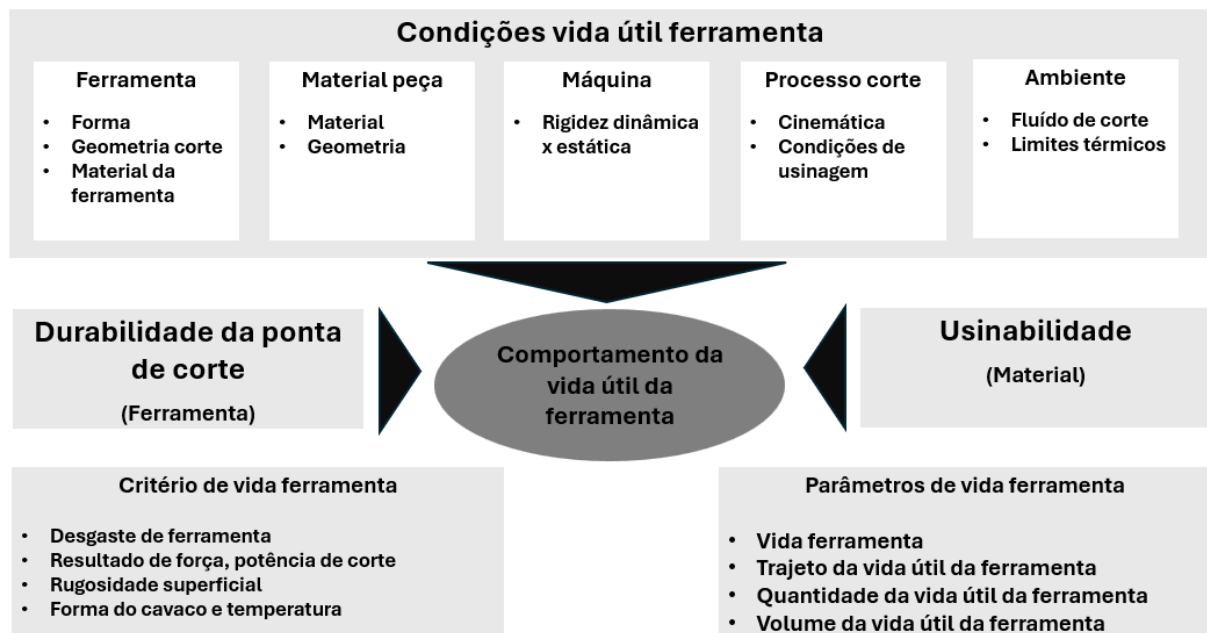 Condições vida útil ferramenta
Ferramenta
• Forma
• Geometria corte
• Material da
ferramenta
Material peça
• Material
• Geometria
Máquina
• Rigidez dinâmica
x estática
Processo corte
• Cinemática
• Condições de
usinagem
Ambiente
• Fluído de corte
• Limites térmicos
Durabilidade da ponta
de corte
(Ferramenta)
Comportamento da
vida útil da
ferramenta
Usinabilidade
(Material)
Critério de vida ferramenta
• Desgaste de ferramenta
• Resultado de força, potência de corte
• Rugosidade superficial
• Forma do cavaco e temperatura
Parâmetros de vida ferramenta
• Vida ferramenta
• Trajeto da vida útil da ferramenta
• Quantidade da vida útil da ferramenta
• Volume da vida útil da ferramenta